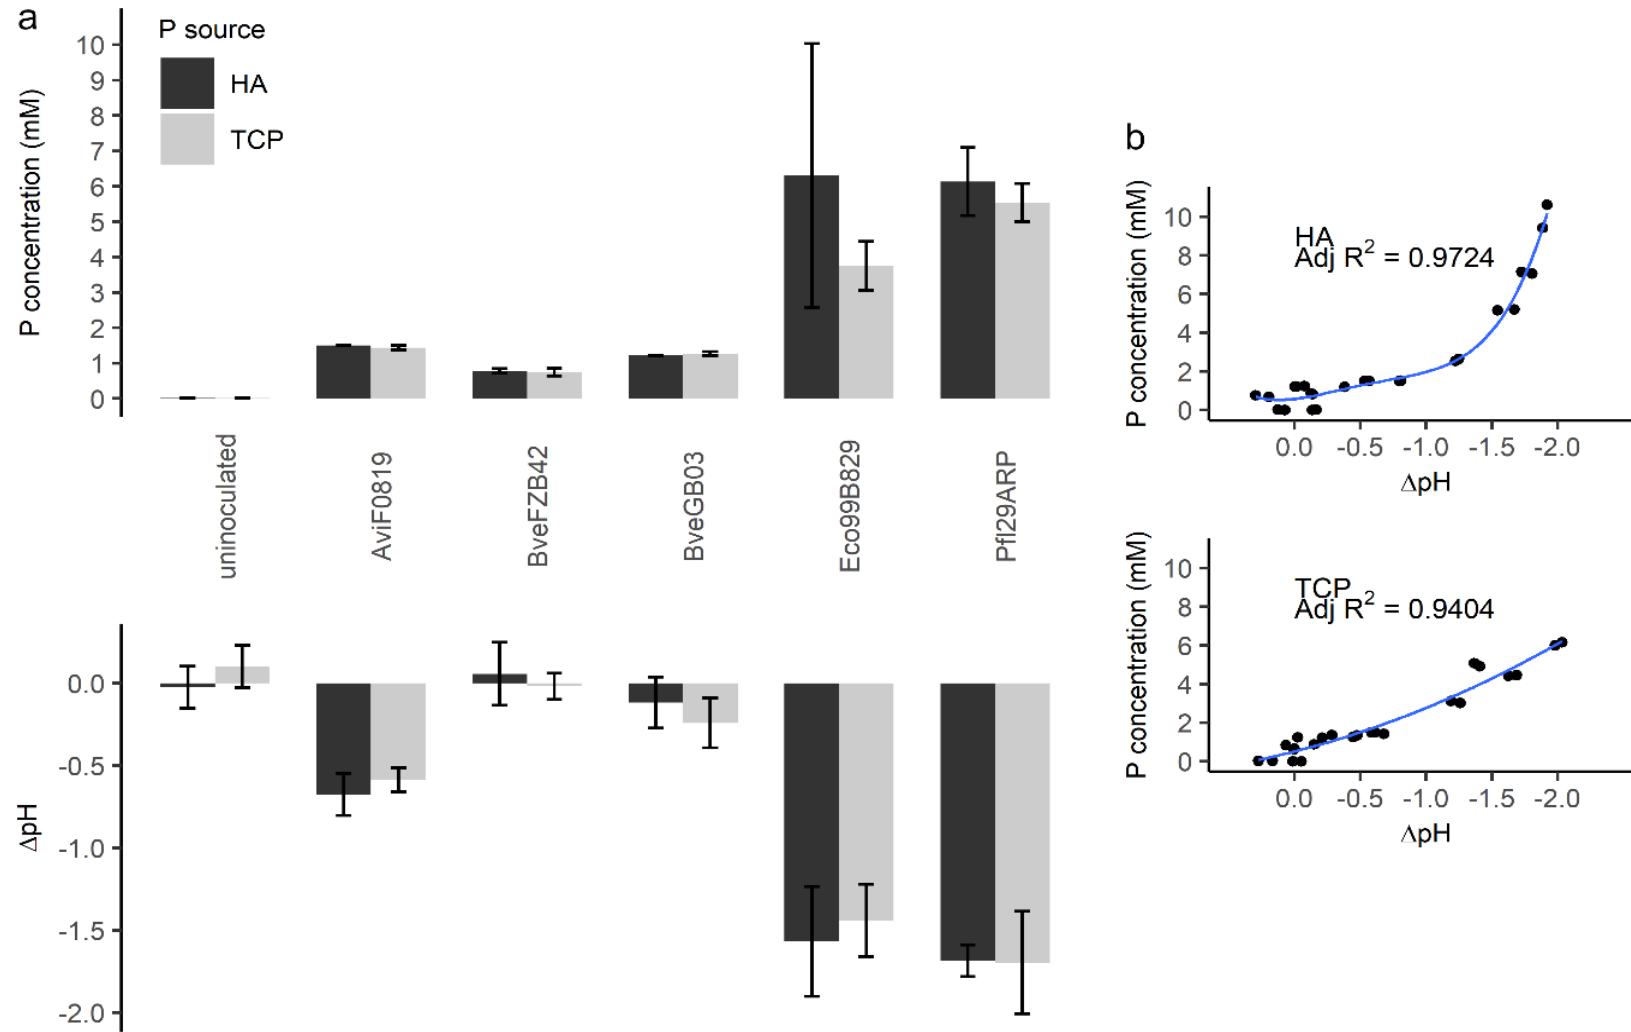 a
P source
HA
TCP
P concentration (mM)
10
9
8
7
6
5
4
3
2
1
0
uninoculated
AviF0819
BveFZB42
BveGB03
Eco99B829
Pfl29ARP
ΔpH
0.0
-0.5
-1.0
-1.5
-2.0
b
P concentration (mM)
10
8
6
4
2
0
HA
Adj R² = 0.9724
0.0 -0.5 -1.0 -1.5 -2.0
ΔpH
P concentration (mM)
10
8
6
4
2
0
TCP
Adj R² = 0.9404
0.0 -0.5 -1.0 -1.5 -2.0
ΔpH